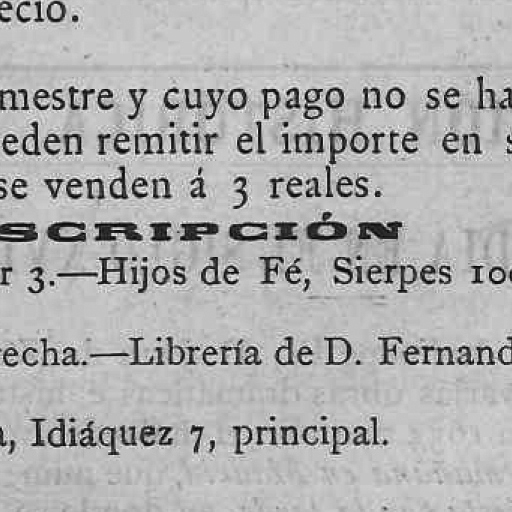 ecio.
mestre y cuyo pago no se ha
eden remitir el importe en s
se venden á 3 reales.
SCRIPCIÓN
r 3.—Hijos de Fé, Sierpes 10
recha.—Librería de D. Fernand
a, Idiáquez 7, principal.